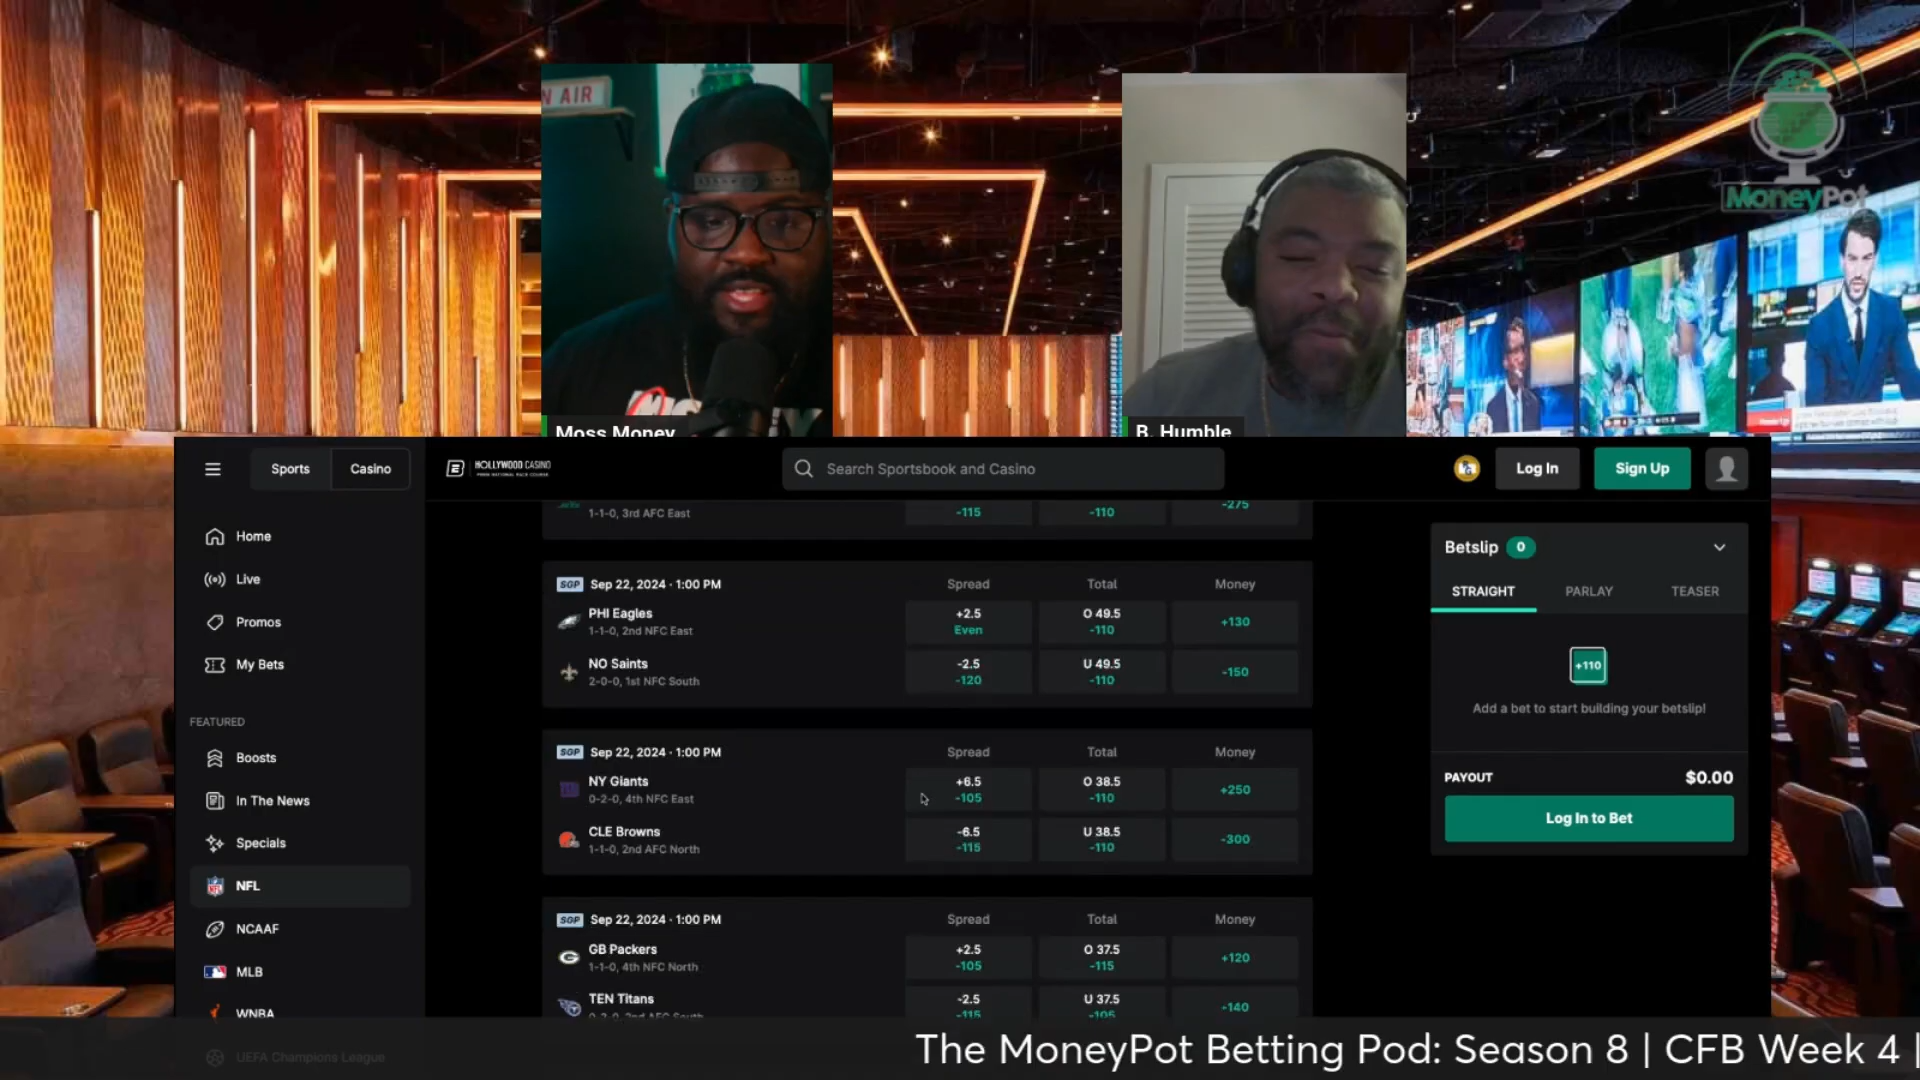 N AIR
MoneyPot
Moss Money
B. Humble
Sports
Casino
HOLLYWOOD CASINO
Search Sportsbook and Casino
Log In
Sign Up
Home
Live
Promos
My Bets
FEATURED
Boosts
In The News
Specials
NFL
NCAAF
MLB
WNBA
UEFA Champions League
1-1-0, 3rd AFC East
-115
-110
-275
SGP Sep 22, 2024 · 1:00 PM Spread Total Money
PHI Eagles
1-1-0, 2nd NFC East
+2.5
Even
O 49.5
-110
+130
NO Saints
2-0-0, 1st NFC South
-2.5
-120
U 49.5
-110
-150
SGP Sep 22, 2024 · 1:00 PM Spread Total Money
NY Giants
0-2-0, 4th NFC East
+6.5
-105
O 38.5
-110
+250
CLE Browns
1-1-0, 2nd AFC North
-6.5
-115
U 38.5
-110
-300
SGP Sep 22, 2024 · 1:00 PM Spread Total Money
GB Packers
1-1-0, 4th NFC North
+2.5
-105
O 37.5
-115
+120
TEN Titans
0-2-0, 2nd AFC South
-2.5
-115
U 37.5
-105
-140
Betslip 0
STRAIGHT
PARLAY
TEASER
+110
Add a bet to start building your betslip!
PAYOUT $0.00
Log In to Bet
The MoneyPot Betting Pod: Season 8 | CFB Week 4 |